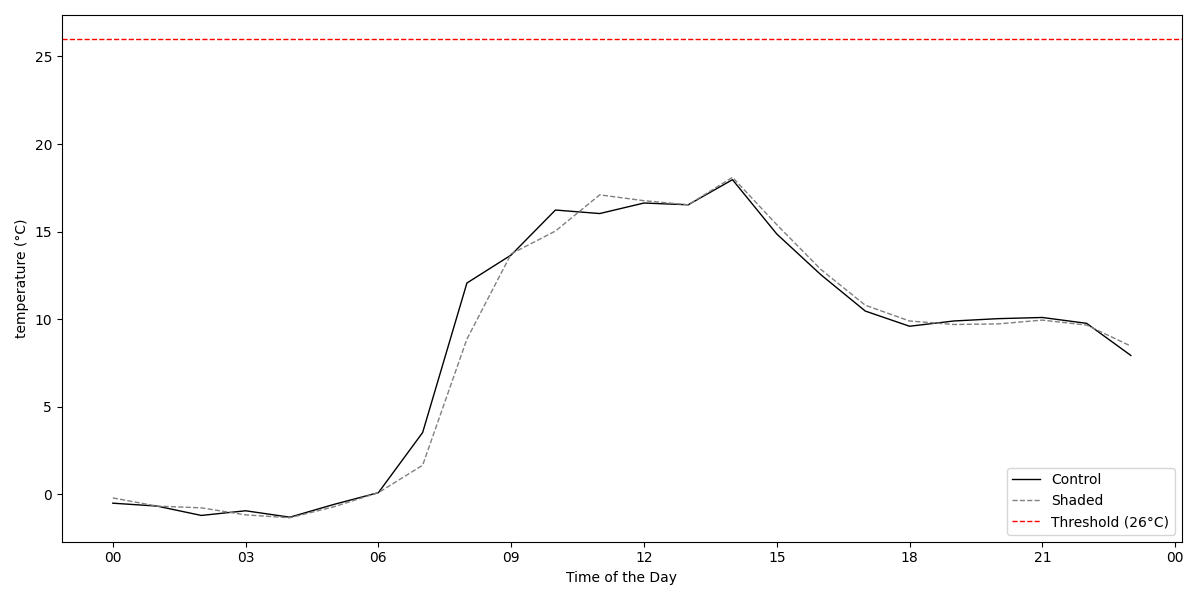 25
20
15
10
5
0
temperature (°C)
00 03 06 09 12 15 18 21 00
Time of the Day
Control
Shaded
Threshold (26°C)